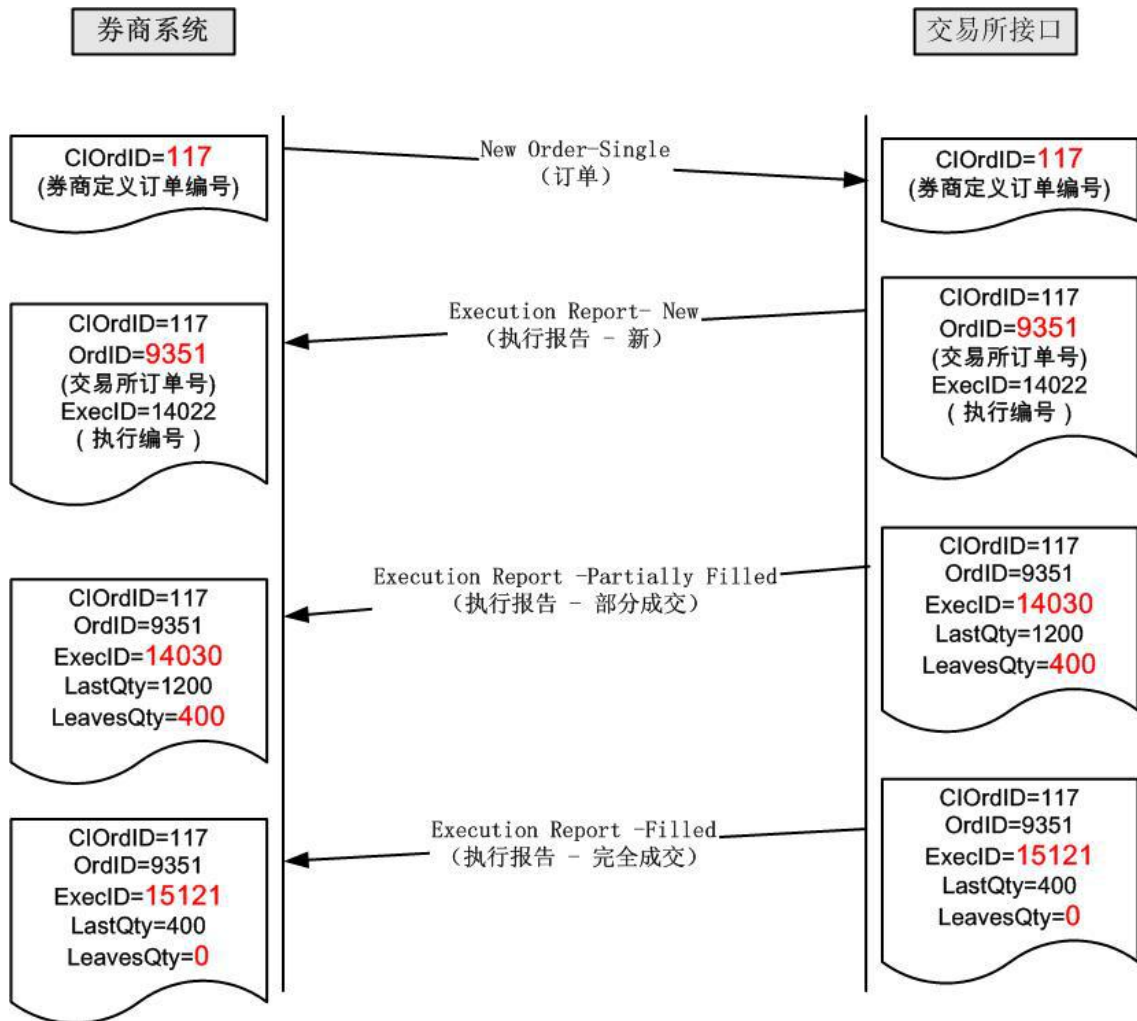 券商系统
交易所接口
ClOrdID=117
(券商定义订单编号)
New Order-Single
（订单）
ClOrdID=117
(券商定义订单编号)
ClOrdID=117
OrdID=9351
(交易所订单号)
ExecID=14022
( 执行编号 )
Execution Report- New
（执行报告 - 新）
ClOrdID=117
OrdID=9351
(交易所订单号)
ExecID=14022
( 执行编号 )
ClOrdID=117
OrdID=9351
ExecID=14030
LastQty=1200
LeavesQty=400
Execution Report -Partially Filled
（执行报告 - 部分成交）
ClOrdID=117
OrdID=9351
ExecID=14030
LastQty=1200
LeavesQty=400
ClOrdID=117
OrdID=9351
ExecID=15121
LastQty=400
LeavesQty=0
Execution Report -Filled
（执行报告 - 完全成交）
ClOrdID=117
OrdID=9351
ExecID=15121
LastQty=400
LeavesQty=0